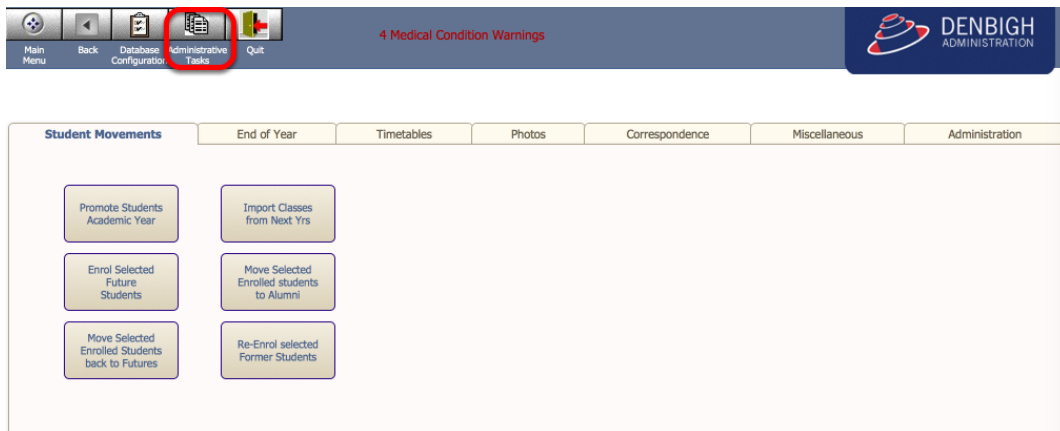 4 Medical Condition Warnings
DENBIGH
ADMINISTRATION
Main
Menu
Back
Database
Configuration
Administrative
Tasks
Quit
Student Movements
End of Year
Timetables
Photos
Correspondence
Miscellaneous
Administration
Promote Students
Academic Year
Import Classes
from Next Yrs
Enrol Selected
Future
Students
Move Selected
Enrolled students
to Alumni
Move Selected
Enrolled Students
back to Futures
Re-Enrol selected
Former Students